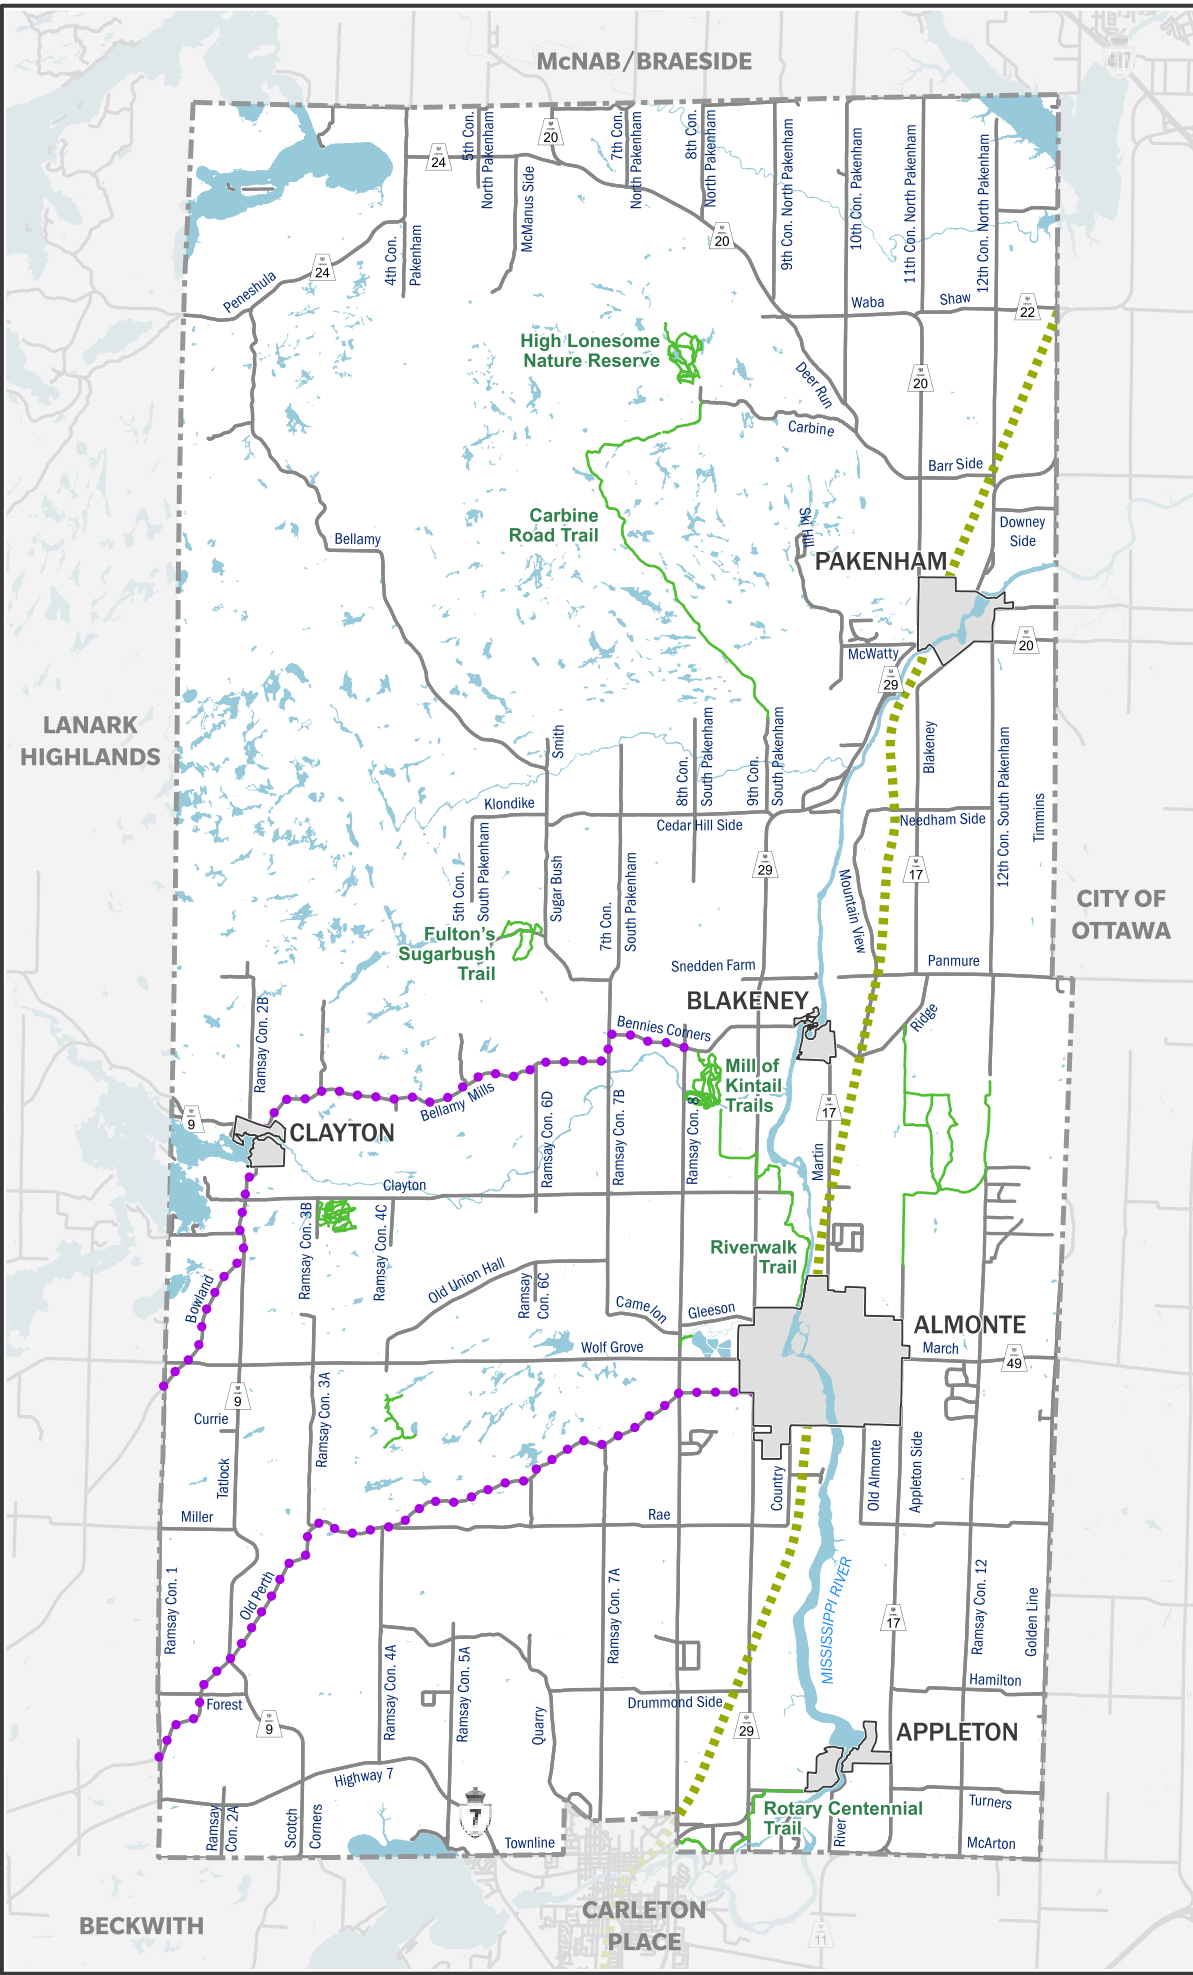 McNAB/BRAESIDE
5th Con.
North Pakenham
20
7th Con.
North Pakenham
8th Con.
North Pakenham
9th Con. North Pakenham
10th Con. Pakenham
11th Con. North Pakenham
12th Con. North Pakenham
24
McManus Side
4th Con.
Pakenham
20
24
Peneshula
Waba
Shaw
22
High Lonesome
Nature Reserve
Deer Run
20
Carbine
Barr Side
Carbine
Road Trail
Ski Hill
Downey
Side
Bellamy
PAKENHAM
McWatty
20
29
LANARK
HIGHLANDS
Smith
8th Con.
South Pakenham
9th Con.
South Pakenham
Blakeney
12th Con. South Pakenham
Timmins
Klondike
Cedar Hill Side
Needham Side
5th Con.
South Pakenham
Sugar Bush
7th Con.
South Pakenham
29
17
Mountain View
CITY OF
OTTAWA
Fulton's
Sugarbush
Trail
Snedden Farm
Panmure
BLAKENEY
Ramsay Con. 2B
Bennies Corners
Ridge
Mill of
Kintail
Trails
Bellamy Mills
9
CLAYTON
Ramsay Con. 6D
Ramsay Con. 7B
Ramsay Con. 8
17
Martin
Clayton
Ramsay Con. 3B
Ramsay Con. 4C
Riverwalk
Trail
Old Union Hall
Ramsay
Con. 6C
Bowland
Camelon
Gleeson
ALMONTE
Wolf Grove
March
49
9
Ramsay Con. 3A
Currie
Tatlock
Country
Old Almonte
Appleton Side
Miller
Rae
Ramsay Con. 1
Old Perth
Ramsay Con. 7A
MISSISSIPPI RIVER
17
Ramsay Con. 12
Golden Line
Ramsay Con. 4A
Ramsay Con. 5A
Hamilton
Forest
Drummond Side
9
Quarry
29
APPLETON
Highway 7
Ramsay
Con. 2A
Scotch
Corners
7
Townline
Rotary Centennial
Trail
River
Turners
McArton
BECKWITH
CARLETON
PLACE
11